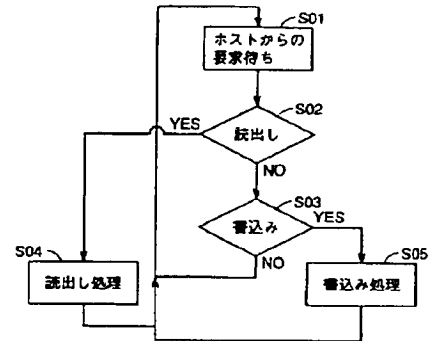 S01
ホストからの
要求待ち
S02
YES
読出し
NO
S03
書込み
YES
NO
S04
読出し処理
S05
書込み処理